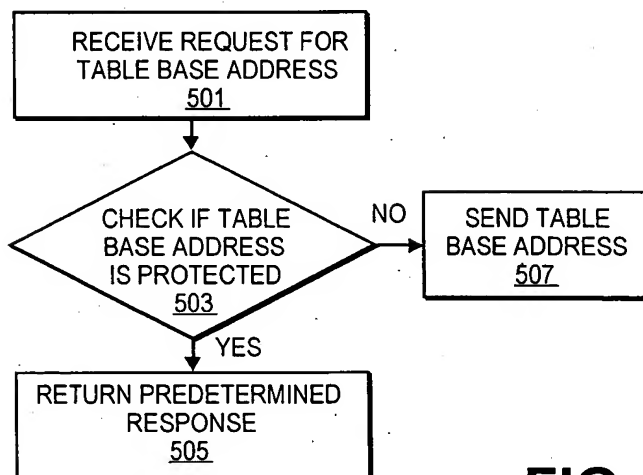 RECEIVE REQUEST FOR
TABLE BASE ADDRESS
501
CHECK IF TABLE
BASE ADDRESS
IS PROTECTED
503
NO
SEND TABLE
BASE ADDRESS
507
YES
RETURN PREDETERMINED
RESPONSE
505
FIG